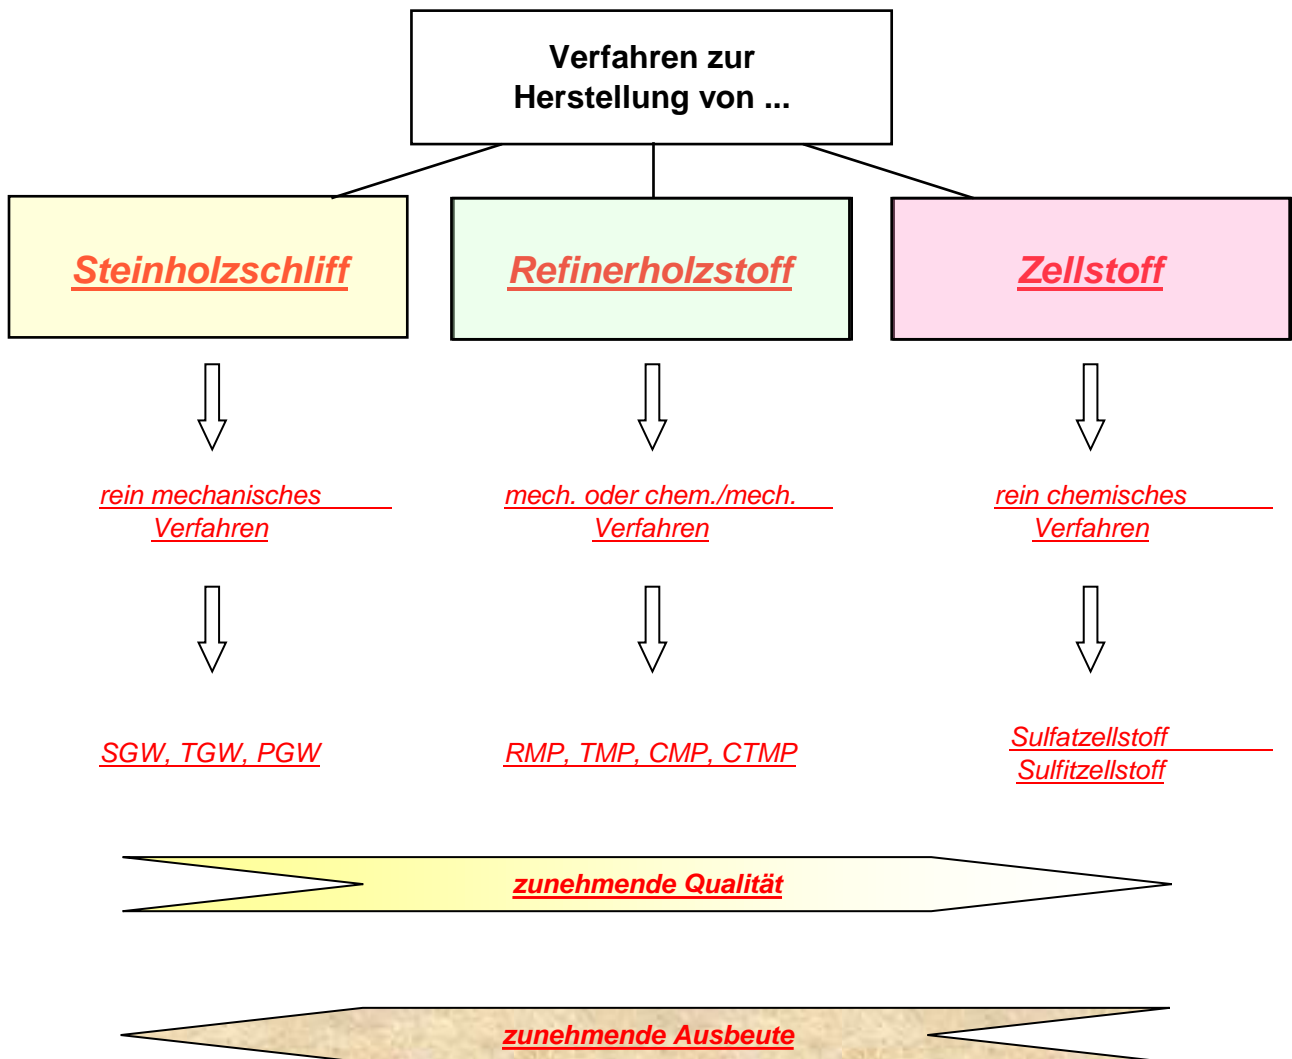 Verfahren zur
Herstellung von ...
Steinholzschliff
Refinerholzstoff
Zellstoff
rein mechanisches
Verfahren
mech. oder chem./mech.
Verfahren
rein chemisches
Verfahren
SGW, TGW, PGW
RMP, TMP, CMP, CTMP
Sulfatzellstoff
Sulfitzellstoff
zunehmende Qualität
zunehmende Ausbeute